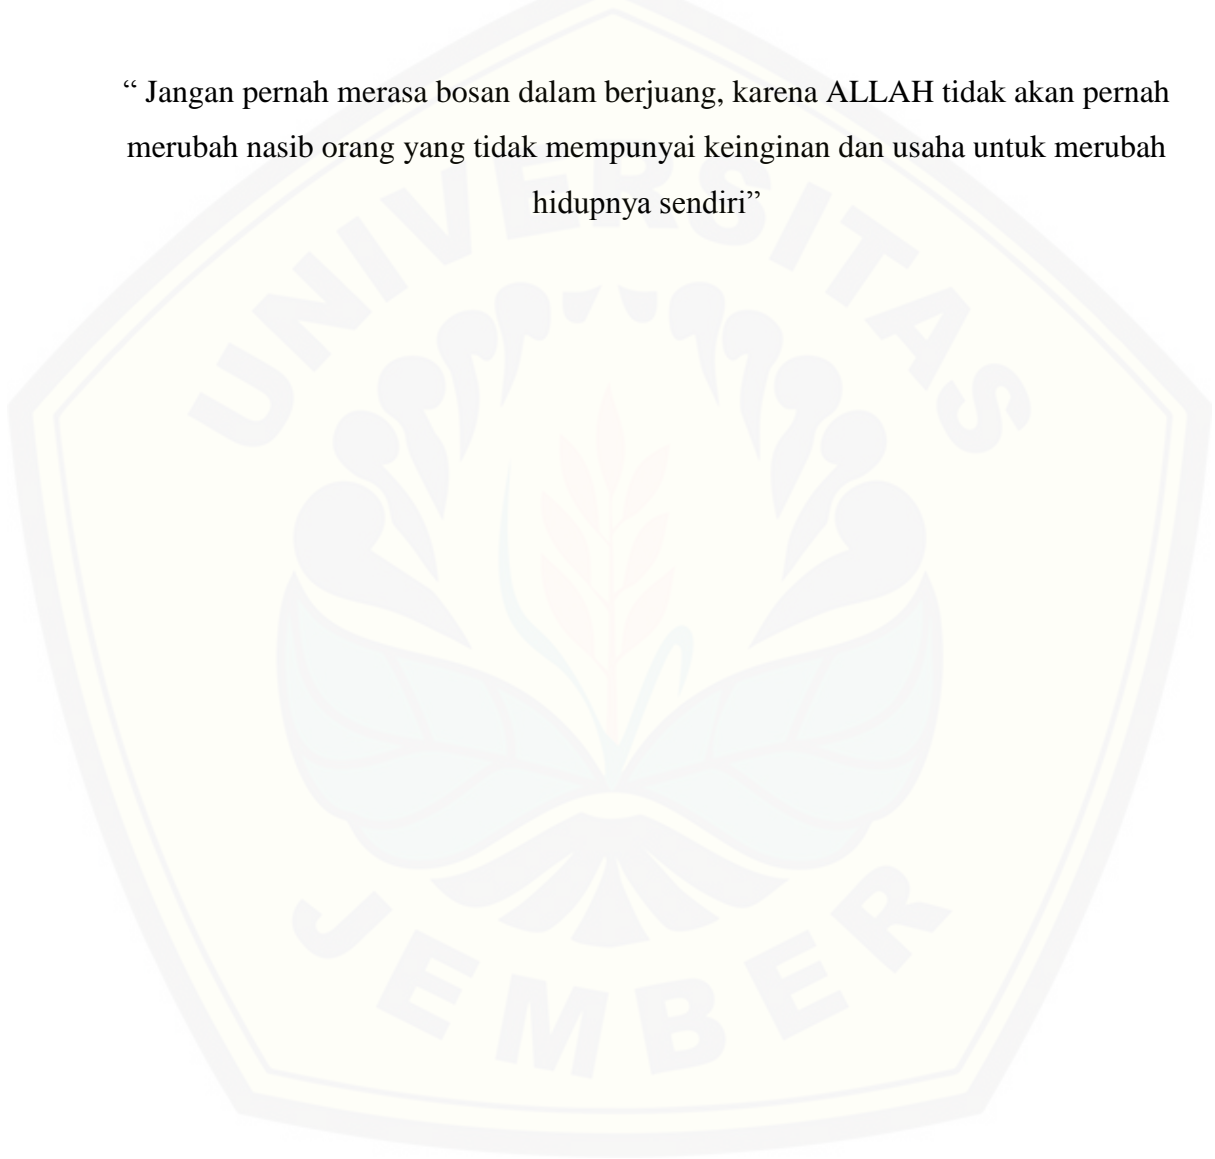 “ Jangan pernah merasa bosan dalam berjuang, karena ALLAH tidak akan pernah
merubah nasib orang yang tidak mempunyai keinginan dan usaha untuk merubah
hidupnya sendiri”
UNIVERSITAS
JEMBER